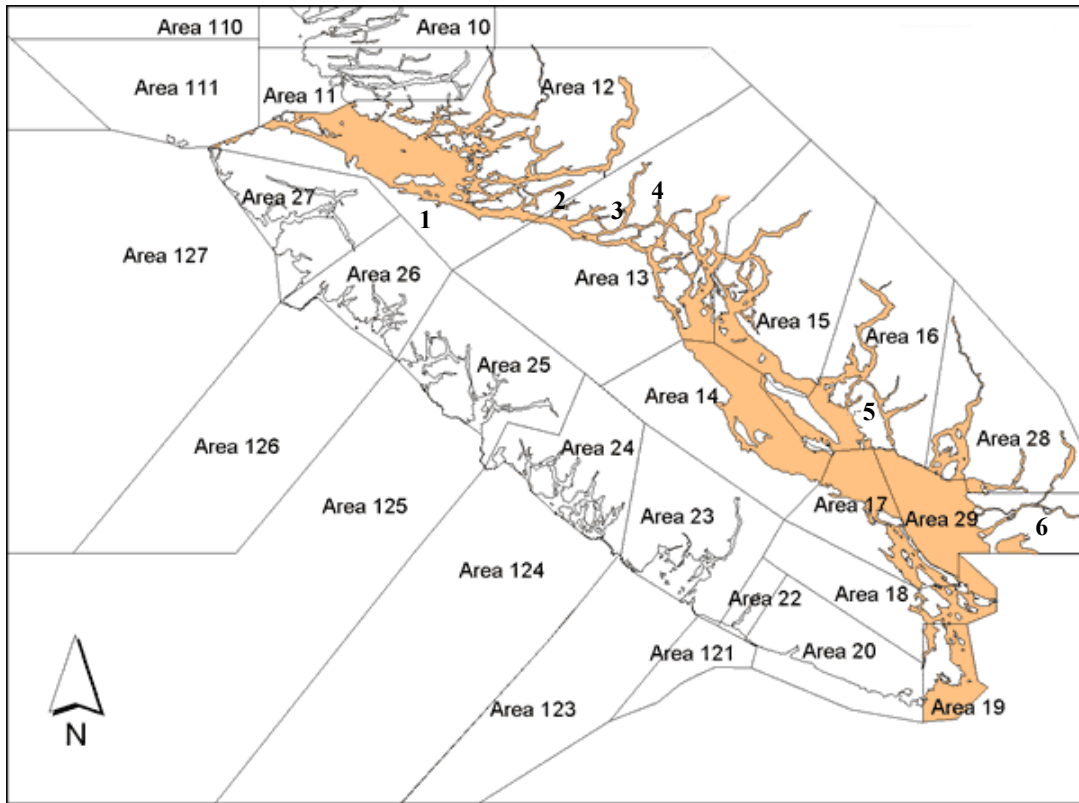 Area 110
Area 10
Area 111
Area 11
Area 12
Area 27
1
2
3
4
Area 127
Area 26
Area 13
Area 15
Area 16
Area 25
Area 14
5
Area 126
Area 24
Area 28
Area 125
Area 23
Area 17
Area 29
6
Area 124
Area 22
Area 18
Area 121
Area 20
Area 123
Area 19
N